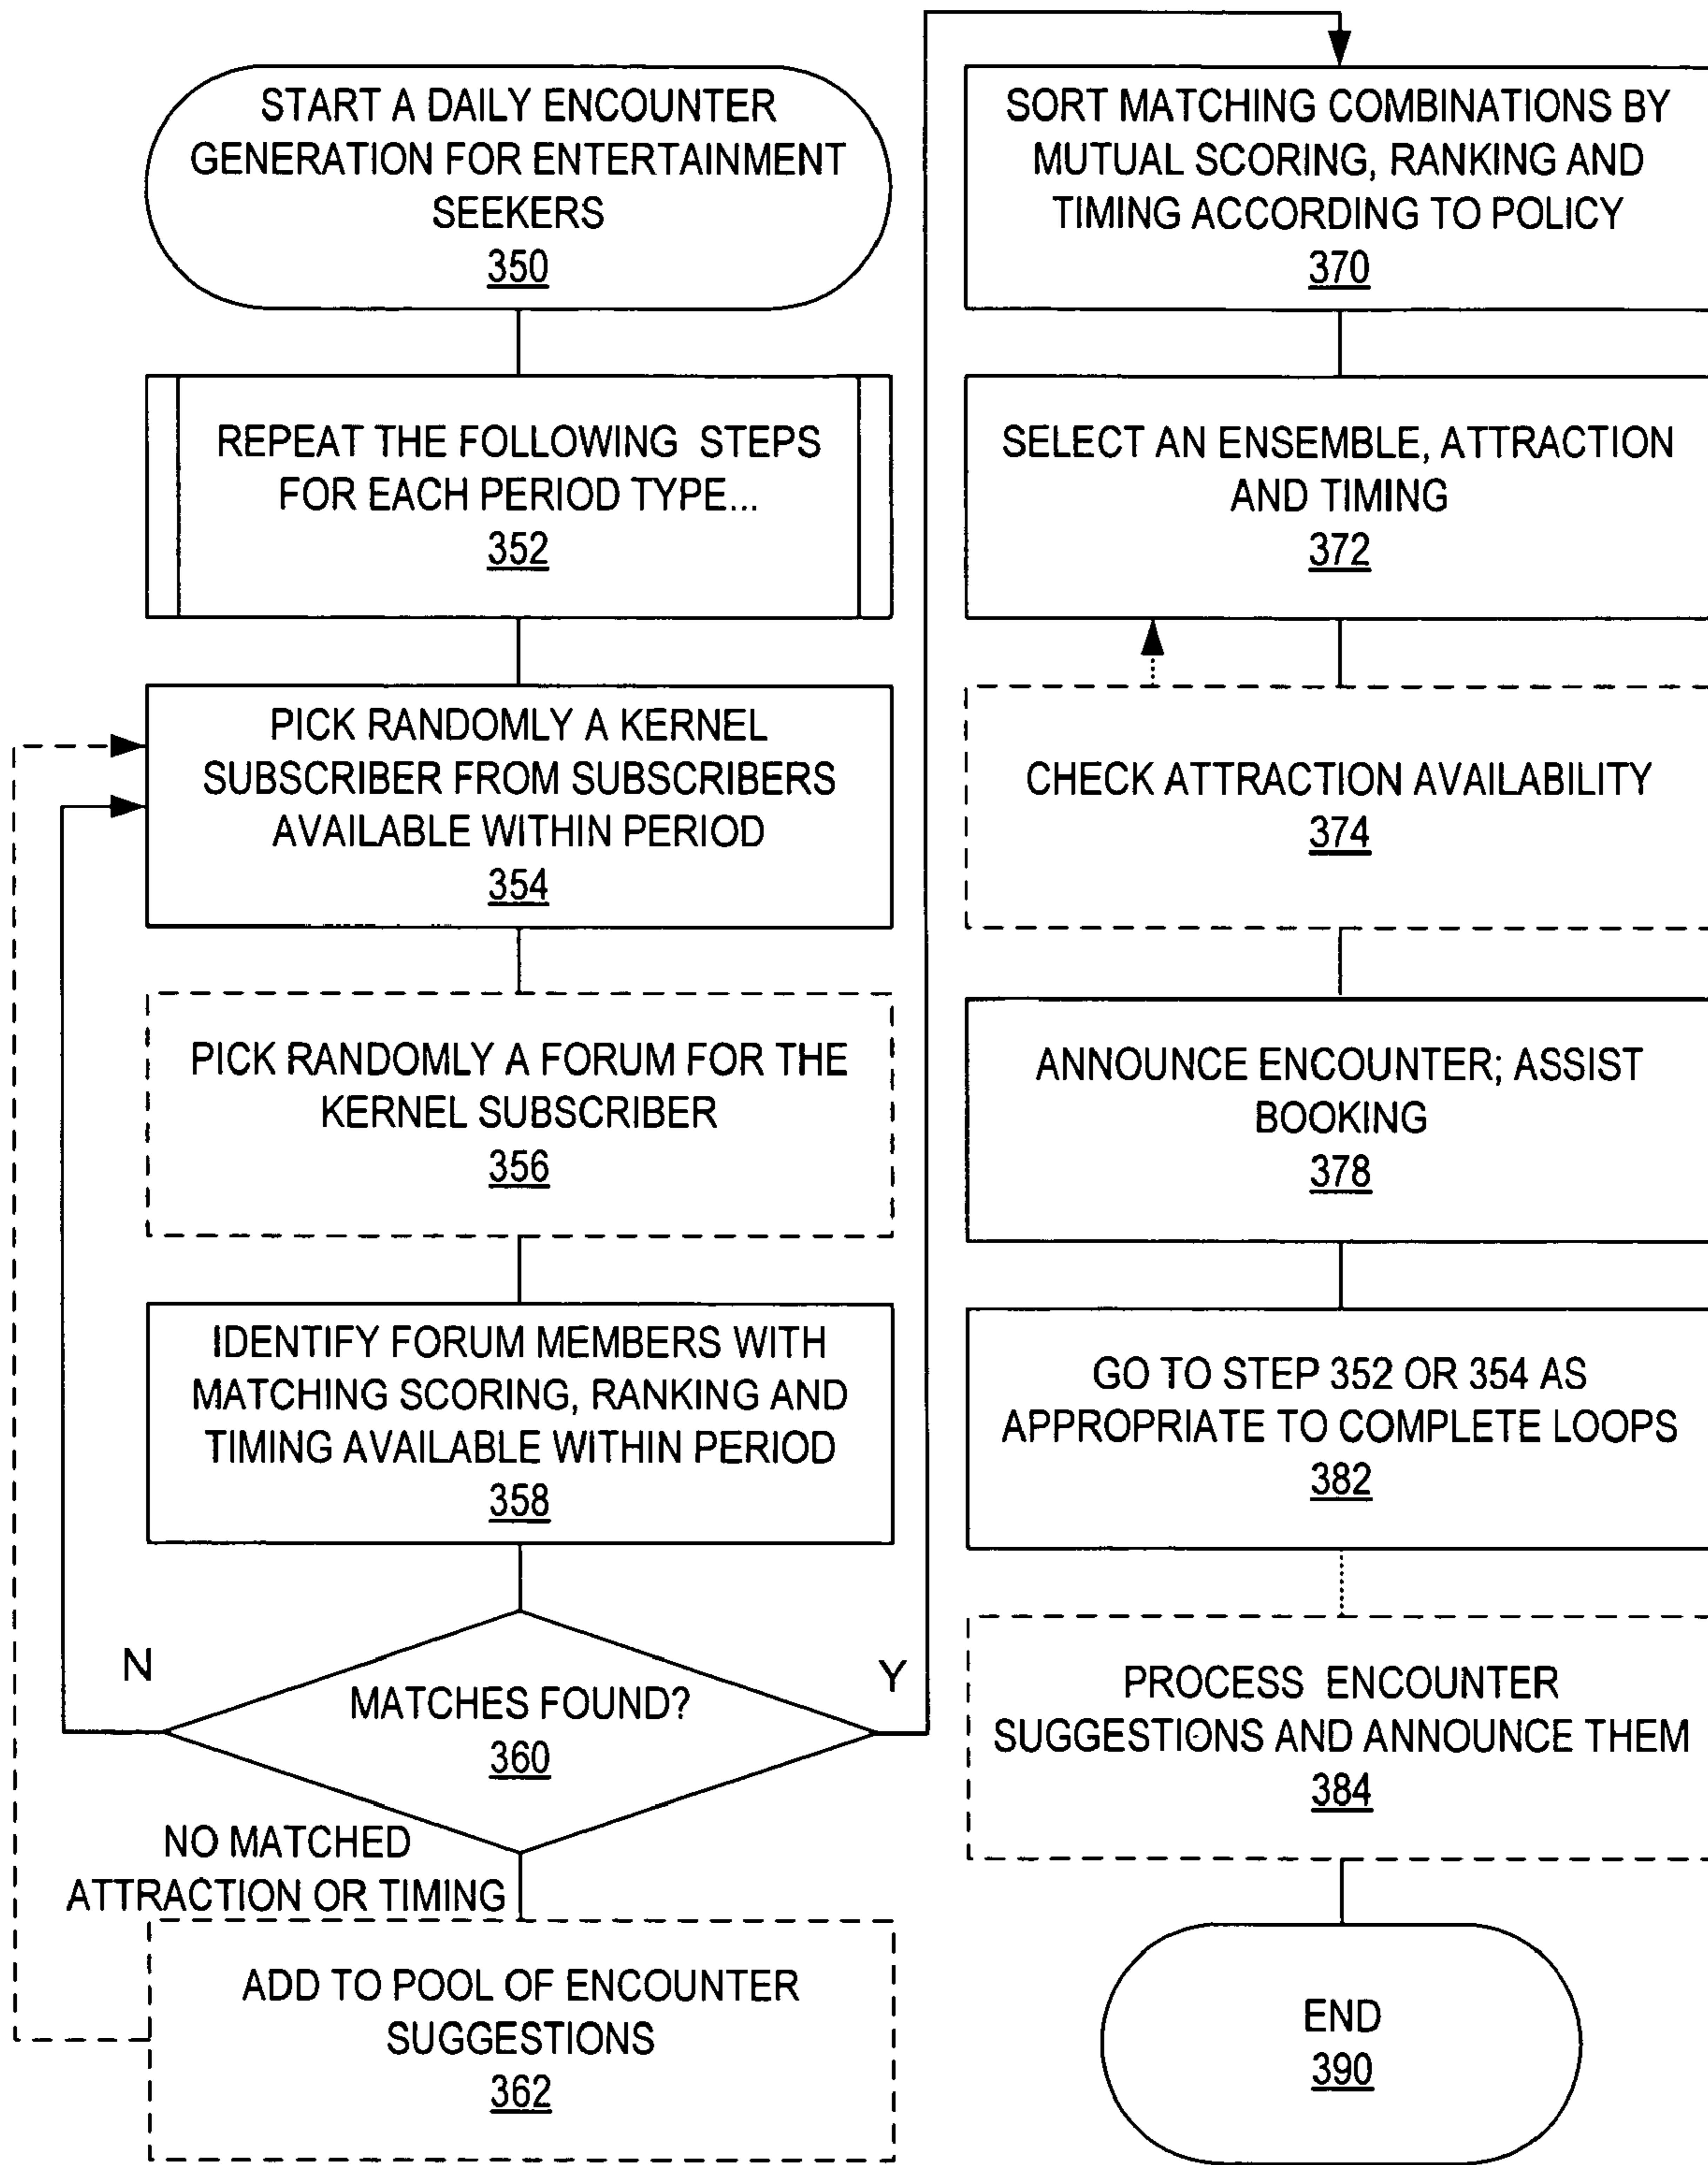 START A DAILY ENCOUNTER
GENERATION FOR ENTERTAINMENT
SEEKERS
350
REPEAT THE FOLLOWING STEPS
FOR EACH PERIOD TYPE...
352
PICK RANDOMLY A KERNEL
SUBSCRIBER FROM SUBSCRIBERS
AVAILABLE WITHIN PERIOD
354
PICK RANDOMLY A FORUM FOR THE
KERNEL SUBSCRIBER
356
IDENTIFY FORUM MEMBERS WITH
MATCHING SCORING, RANKING AND
TIMING AVAILABLE WITHIN PERIOD
358
N
Y
MATCHES FOUND?
360
NO MATCHED
ATTRACTION OR TIMING
ADD TO POOL OF ENCOUNTER
SUGGESTIONS
362
SORT MATCHING COMBINATIONS BY
MUTUAL SCORING, RANKING AND
TIMING ACCORDING TO POLICY
370
SELECT AN ENSEMBLE, ATTRACTION
AND TIMING
372
CHECK ATTRACTION AVAILABILITY
374
ANNOUNCE ENCOUNTER; ASSIST
BOOKING
378
GO TO STEP 352 OR 354 AS
APPROPRIATE TO COMPLETE LOOPS
382
PROCESS ENCOUNTER
SUGGESTIONS AND ANNOUNCE THEM
384
END
390